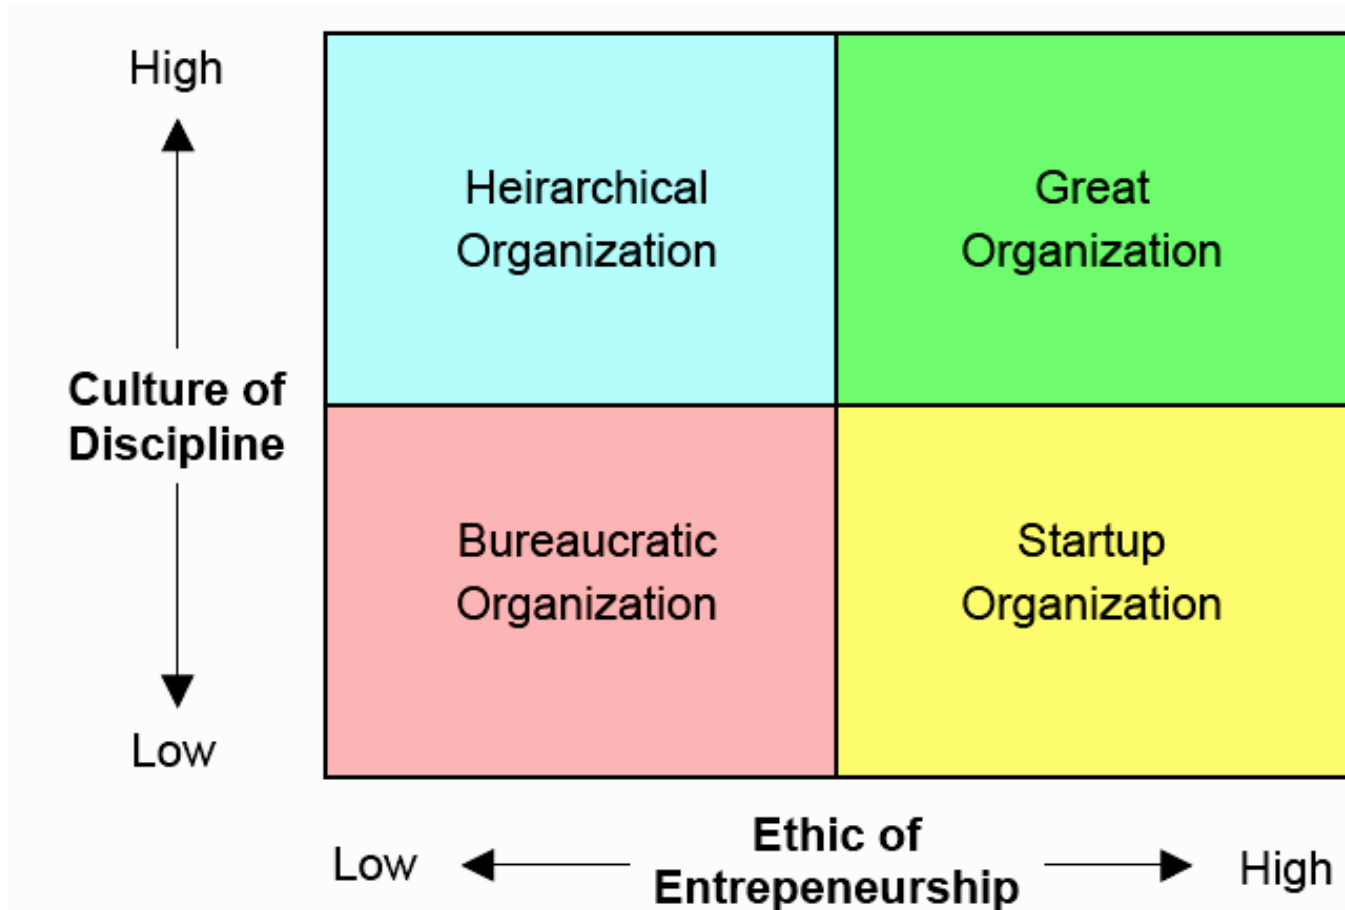 High
Heirarchical
Organization
Great
Organization
Culture of
Discipline
Bureaucratic
Organization
Startup
Organization
Low
Low
Ethic of
Entrepeneurship
High